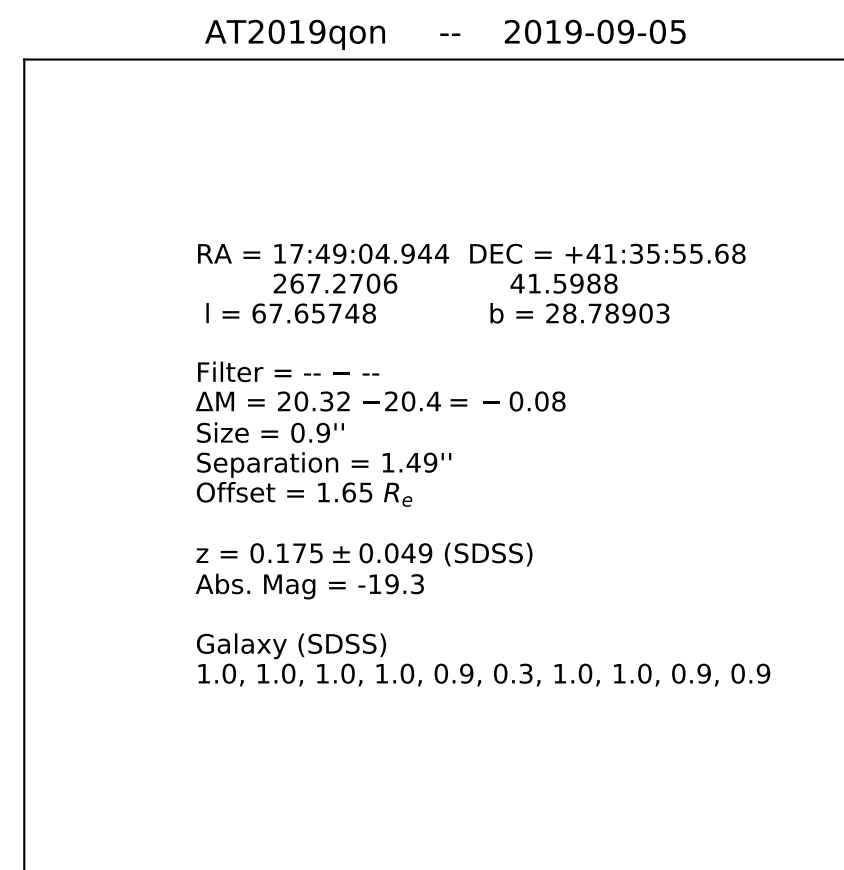 AT2019qon -- 2019-09-05
RA = 17:49:04.944 DEC = +41:35:55.68
267.2706 41.5988
l = 67.65748 b = 28.78903
Filter = -- − --
ΔM = 20.32 −20.4 = − 0.08
Size = 0.9''
Separation = 1.49''
Offset = 1.65 Rₑ
z = 0.175 ± 0.049 (SDSS)
Abs. Mag = -19.3
Galaxy (SDSS)
1.0, 1.0, 1.0, 1.0, 0.9, 0.3, 1.0, 1.0, 0.9, 0.9